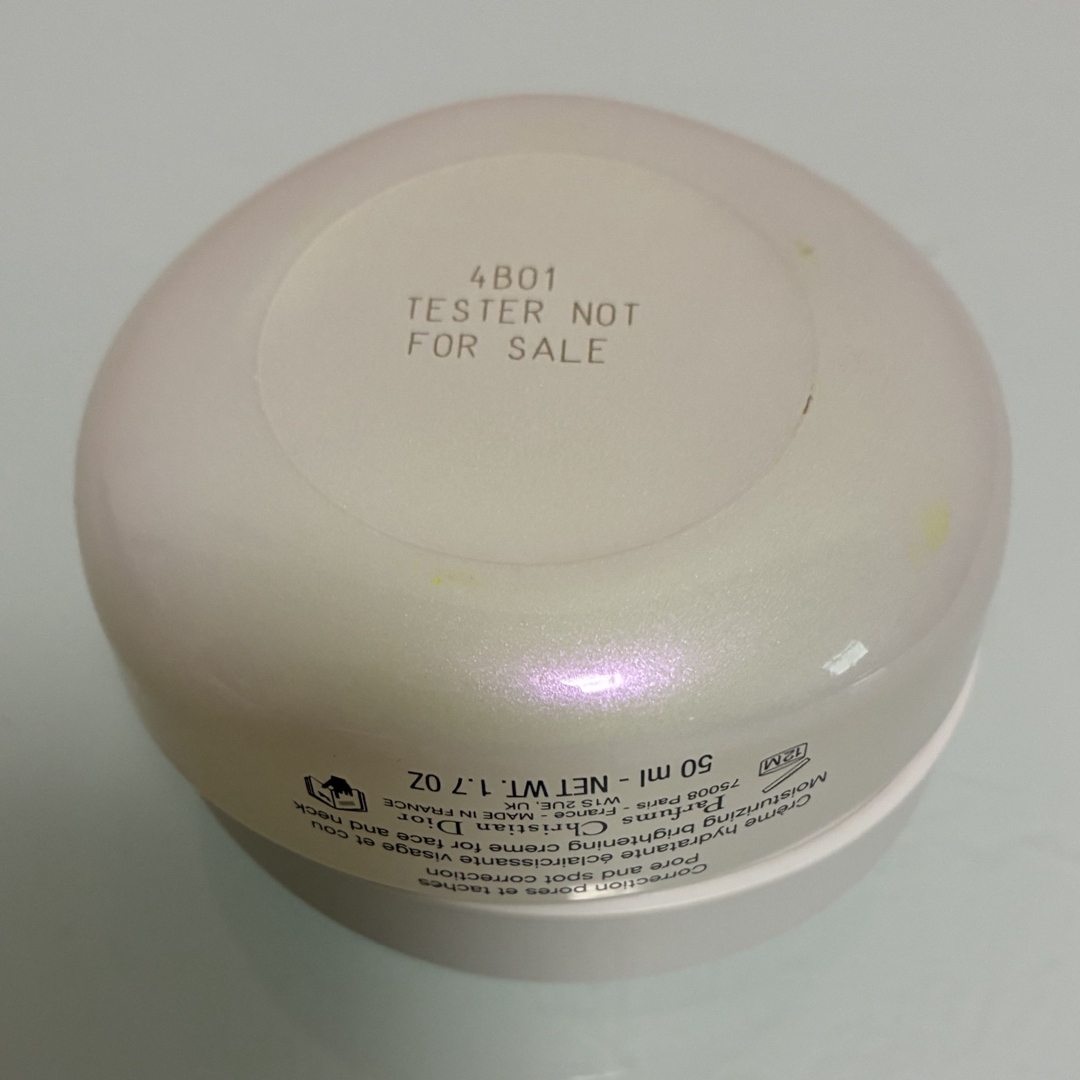 4B01
TESTER NOT
FOR SALE
Correction pores et taches
Pore and spot correction
Crème hydratante éclaircissante visage et cou
Moisturizing brightening creme for face and neck
Parfums Christian Dior
75008 Paris - France - MADE IN FRANCE
W1S 2UE, UK
50 ml - NET WT. 1.7 OZ
12M